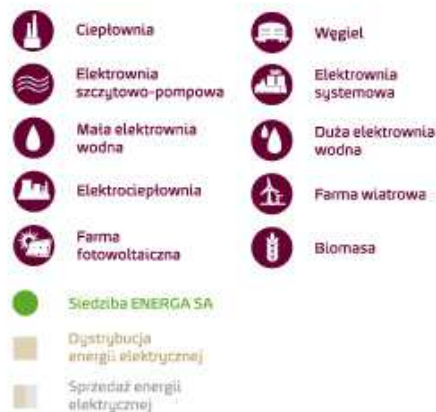 Ciepłownia
Węgiel
Elektrownia
szczytowo-pompowa
Elektrownia
systemowa
Mała elektrownia
wodna
Duża elektrownia
wodna
Elektrociepłownia
Farma wiatrowa
Farma
fotowoltaiczna
Biomasa
Siedziba ENERGA SA
Dystrybucja
energii elektrycznej
Sprzedaż energii
elektrycznej